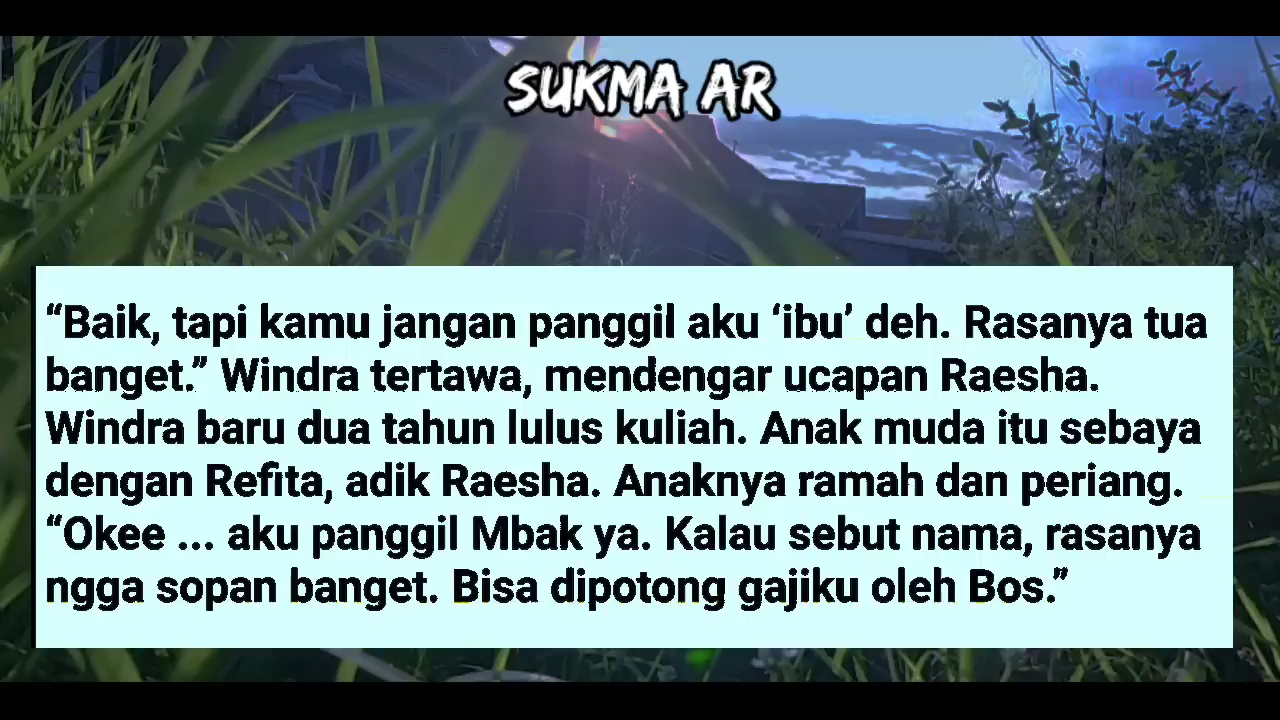 SUKMA AR
“Baik, tapi kamu jangan panggil aku ‘ibu’ deh. Rasanya tua
banget.” Windra tertawa, mendengar ucapan Raesha.
Windra baru dua tahun lulus kuliah. Anak muda itu sebaya
dengan Refita, adik Raesha. Anaknya ramah dan periang.
“Okee ... aku panggil Mbak ya. Kalau sebut nama, rasanya
ngga sopan banget. Bisa dipotong gajiku oleh Bos.”